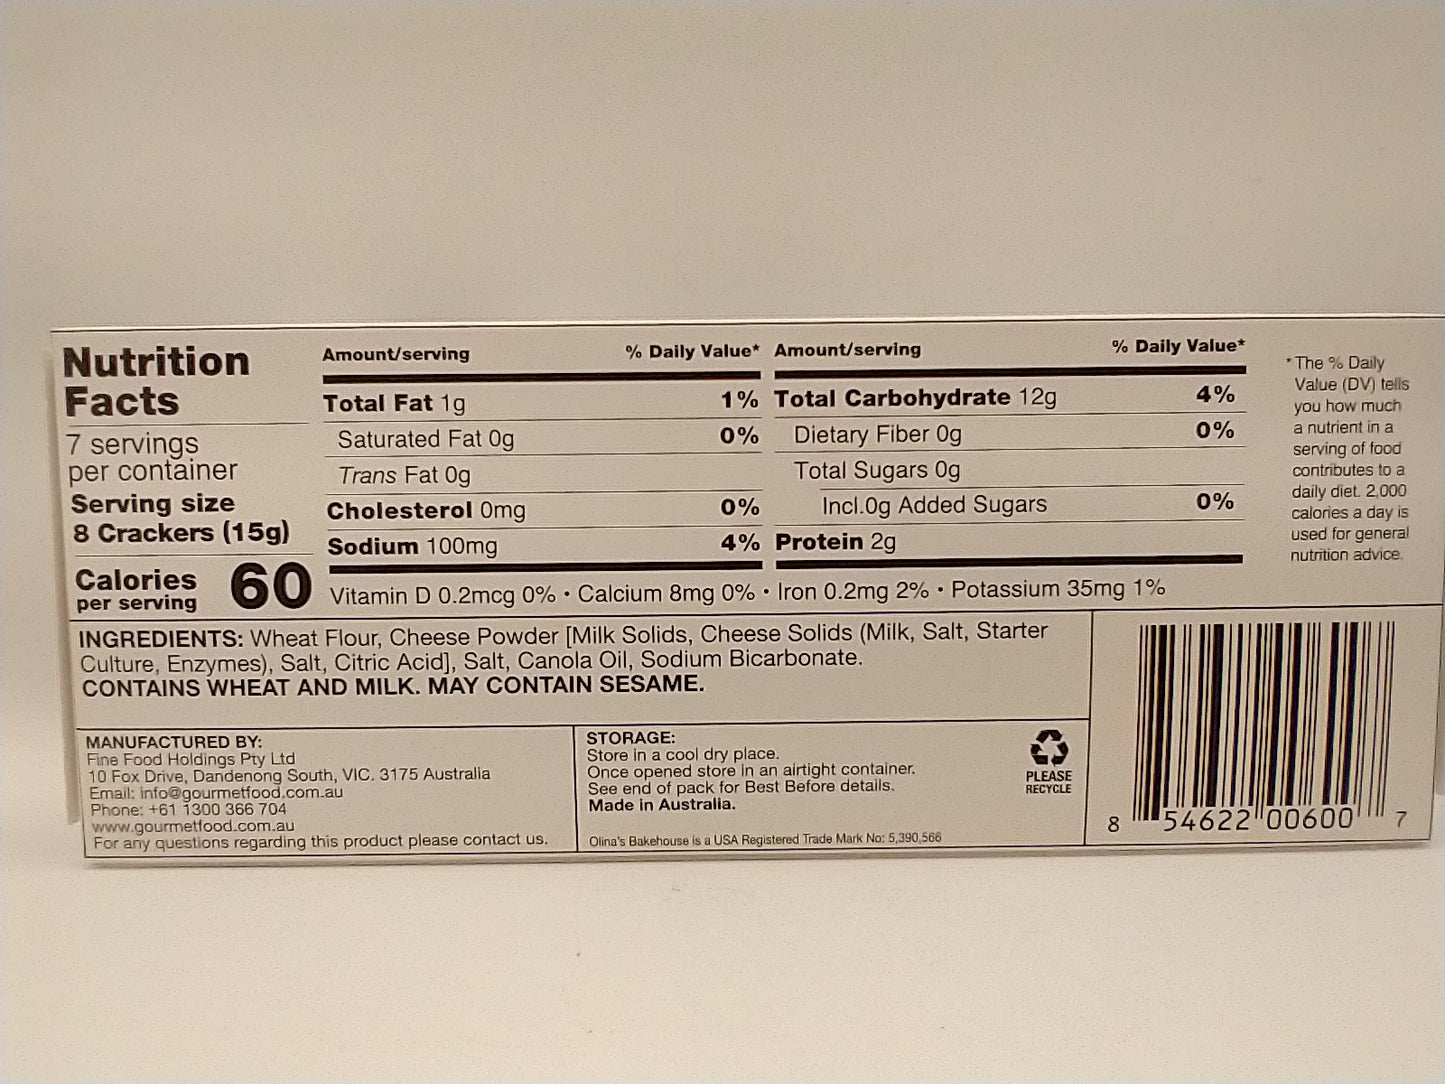 Nutrition
Facts
7 servings
per container
Serving size
8 Crackers (15g)
Calories
per serving 60
Amount/serving % Daily Value*
Total Fat 1g 1%
Saturated Fat 0g 0%
Trans Fat 0g
Cholesterol 0mg 0%
Sodium 100mg 4%
Amount/serving % Daily Value*
Total Carbohydrate 12g 4%
Dietary Fiber 0g 0%
Total Sugars 0g
Incl.0g Added Sugars 0%
Protein 2g
Vitamin D 0.2mcg 0% • Calcium 8mg 0% • Iron 0.2mg 2% • Potassium 35mg 1%
* The % Daily
Value (DV) tells
you how much
a nutrient in a
serving of food
contributes to a
daily diet. 2,000
calories a day is
used for general
nutrition advice.
INGREDIENTS: Wheat Flour, Cheese Powder [Milk Solids, Cheese Solids (Milk, Salt, Starter
Culture, Enzymes), Salt, Citric Acid], Salt, Canola Oil, Sodium Bicarbonate.
CONTAINS WHEAT AND MILK. MAY CONTAIN SESAME.
MANUFACTURED BY:
Fine Food Holdings Pty Ltd
10 Fox Drive, Dandenong South, VIC. 3175 Australia
Email: info@gourmetfood.com.au
Phone: +61 1300 366 704
www.gourmetfood.com.au
For any questions regarding this product please contact us.
STORAGE:
Store in a cool dry place.
Once opened store in an airtight container.
See end of pack for Best Before details.
Made in Australia.
Olina's Bakehouse is a USA Registered Trade Mark No: 5,390,566
PLEASE
RECYCLE
8 54622 00600 7